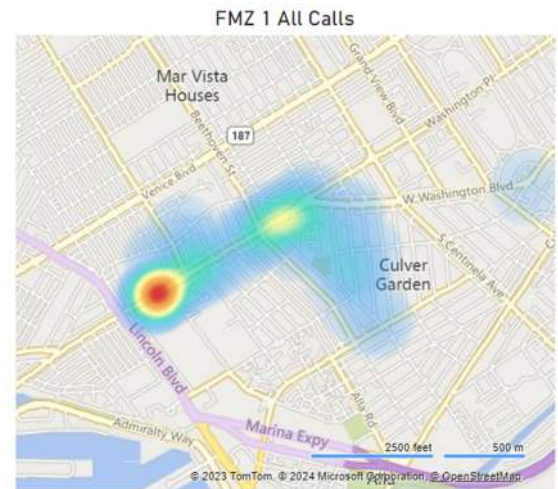 FMZ 1 All Calls
Mar Vista
Houses
Grand View Blvd
Washington Pl
187
Beethoven St
Venice Blvd
W Washington Blvd
S Centinela Ave
Culver
Garden
Lincoln Blvd
Alla Rd
Marina Expy
Admiralty Way
2500 feet
500 m
© 2023 TomTom, © 2024 Microsoft Corporation, © OpenStreetMap